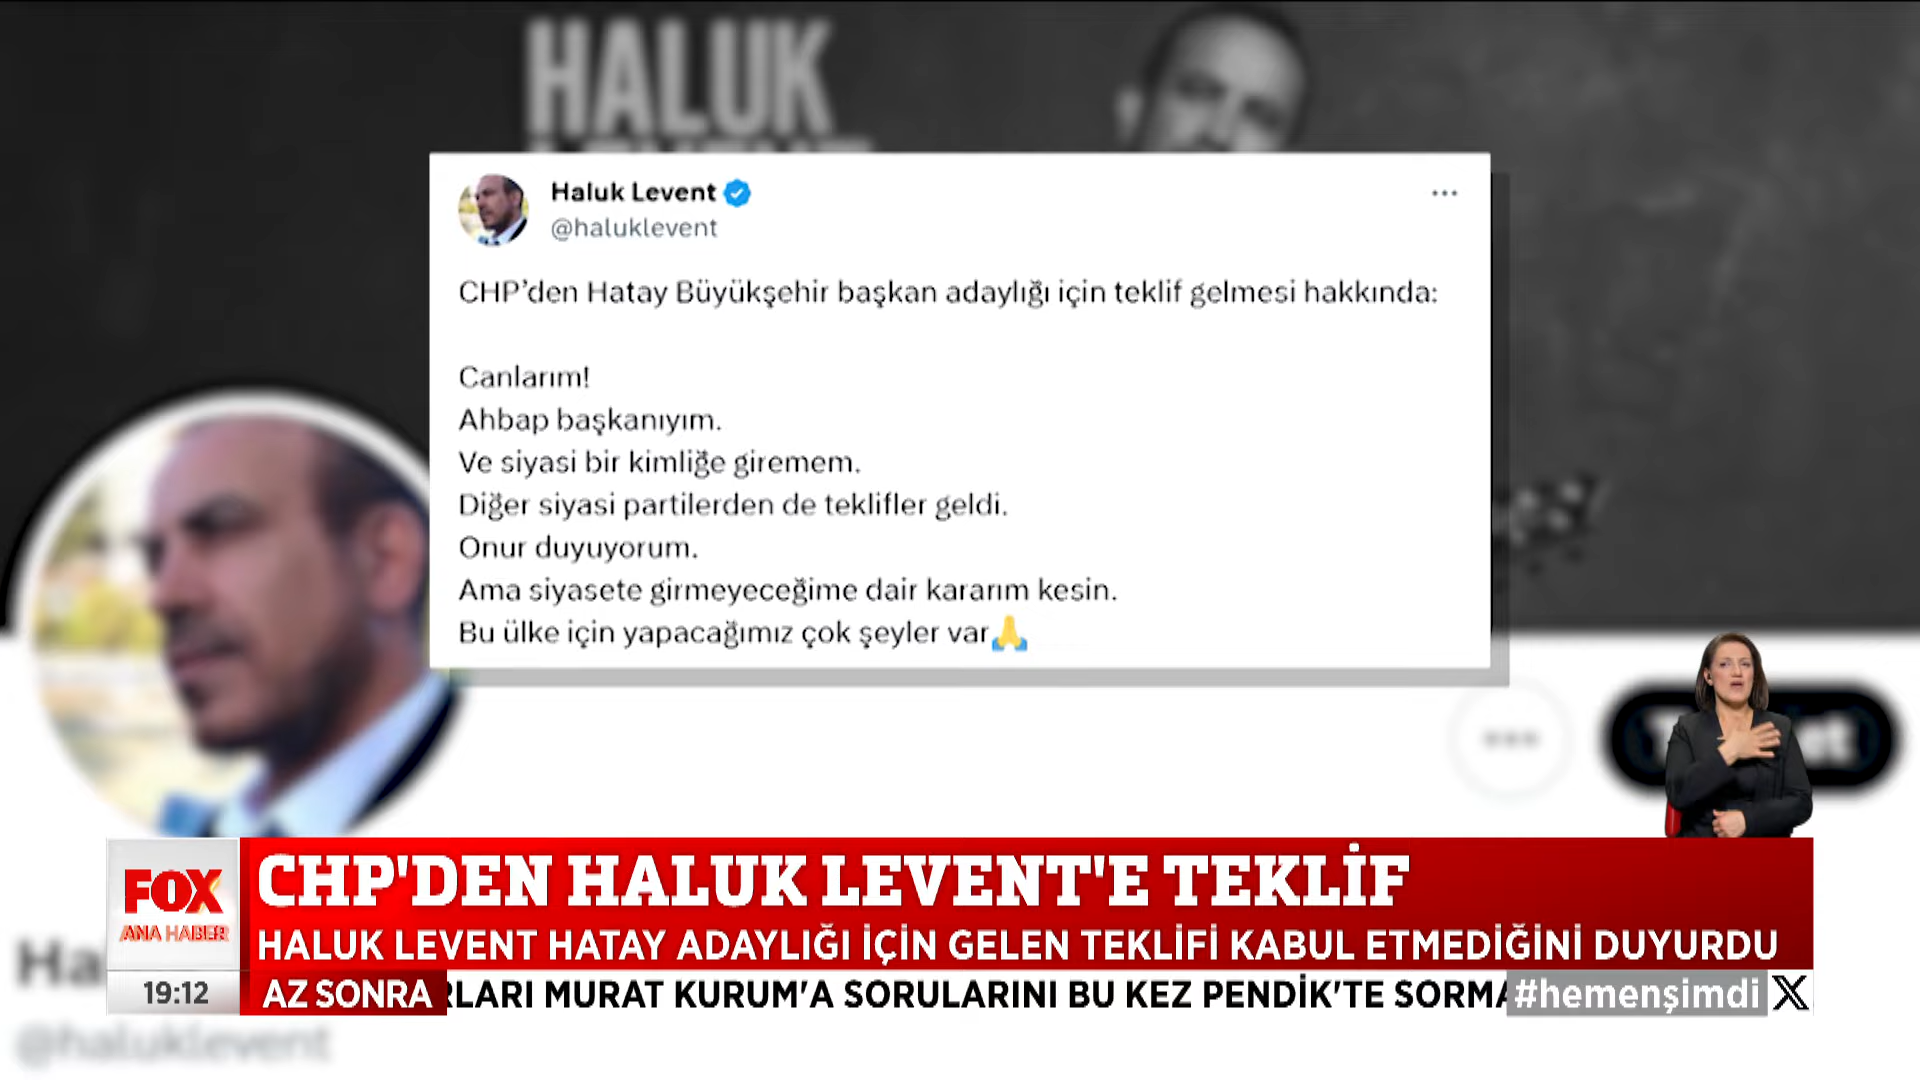 HALUK
Haluk Levent
@haluklevent
CHP'den Hatay Büyükşehir başkan adaylığı için teklif gelmesi hakkında:
Canlarım!
Ahbap başkanıyım.
Ve siyasi bir kimliğe giremem.
Diğer siyasi partilerden de teklifler geldi.
Onur duyuyorum.
Ama siyasete girmeyeceğime dair kararım kesin.
Bu ülke için yapacağımız çok şeyler var🙏
FOX
ANA HABER
CHP'DEN HALUK LEVENT'E TEKLİF
HALUK LEVENT HATAY ADAYLIĞI İÇİN GELEN TEKLİFİ KABUL ETMEDİĞİNİ DUYURDU
19:12
AZ SONRA
RLARI MURAT KURUM'A SORULARINI BU KEZ PENDİK'TE SORMA
#hemenşimdi X
@haluklevent